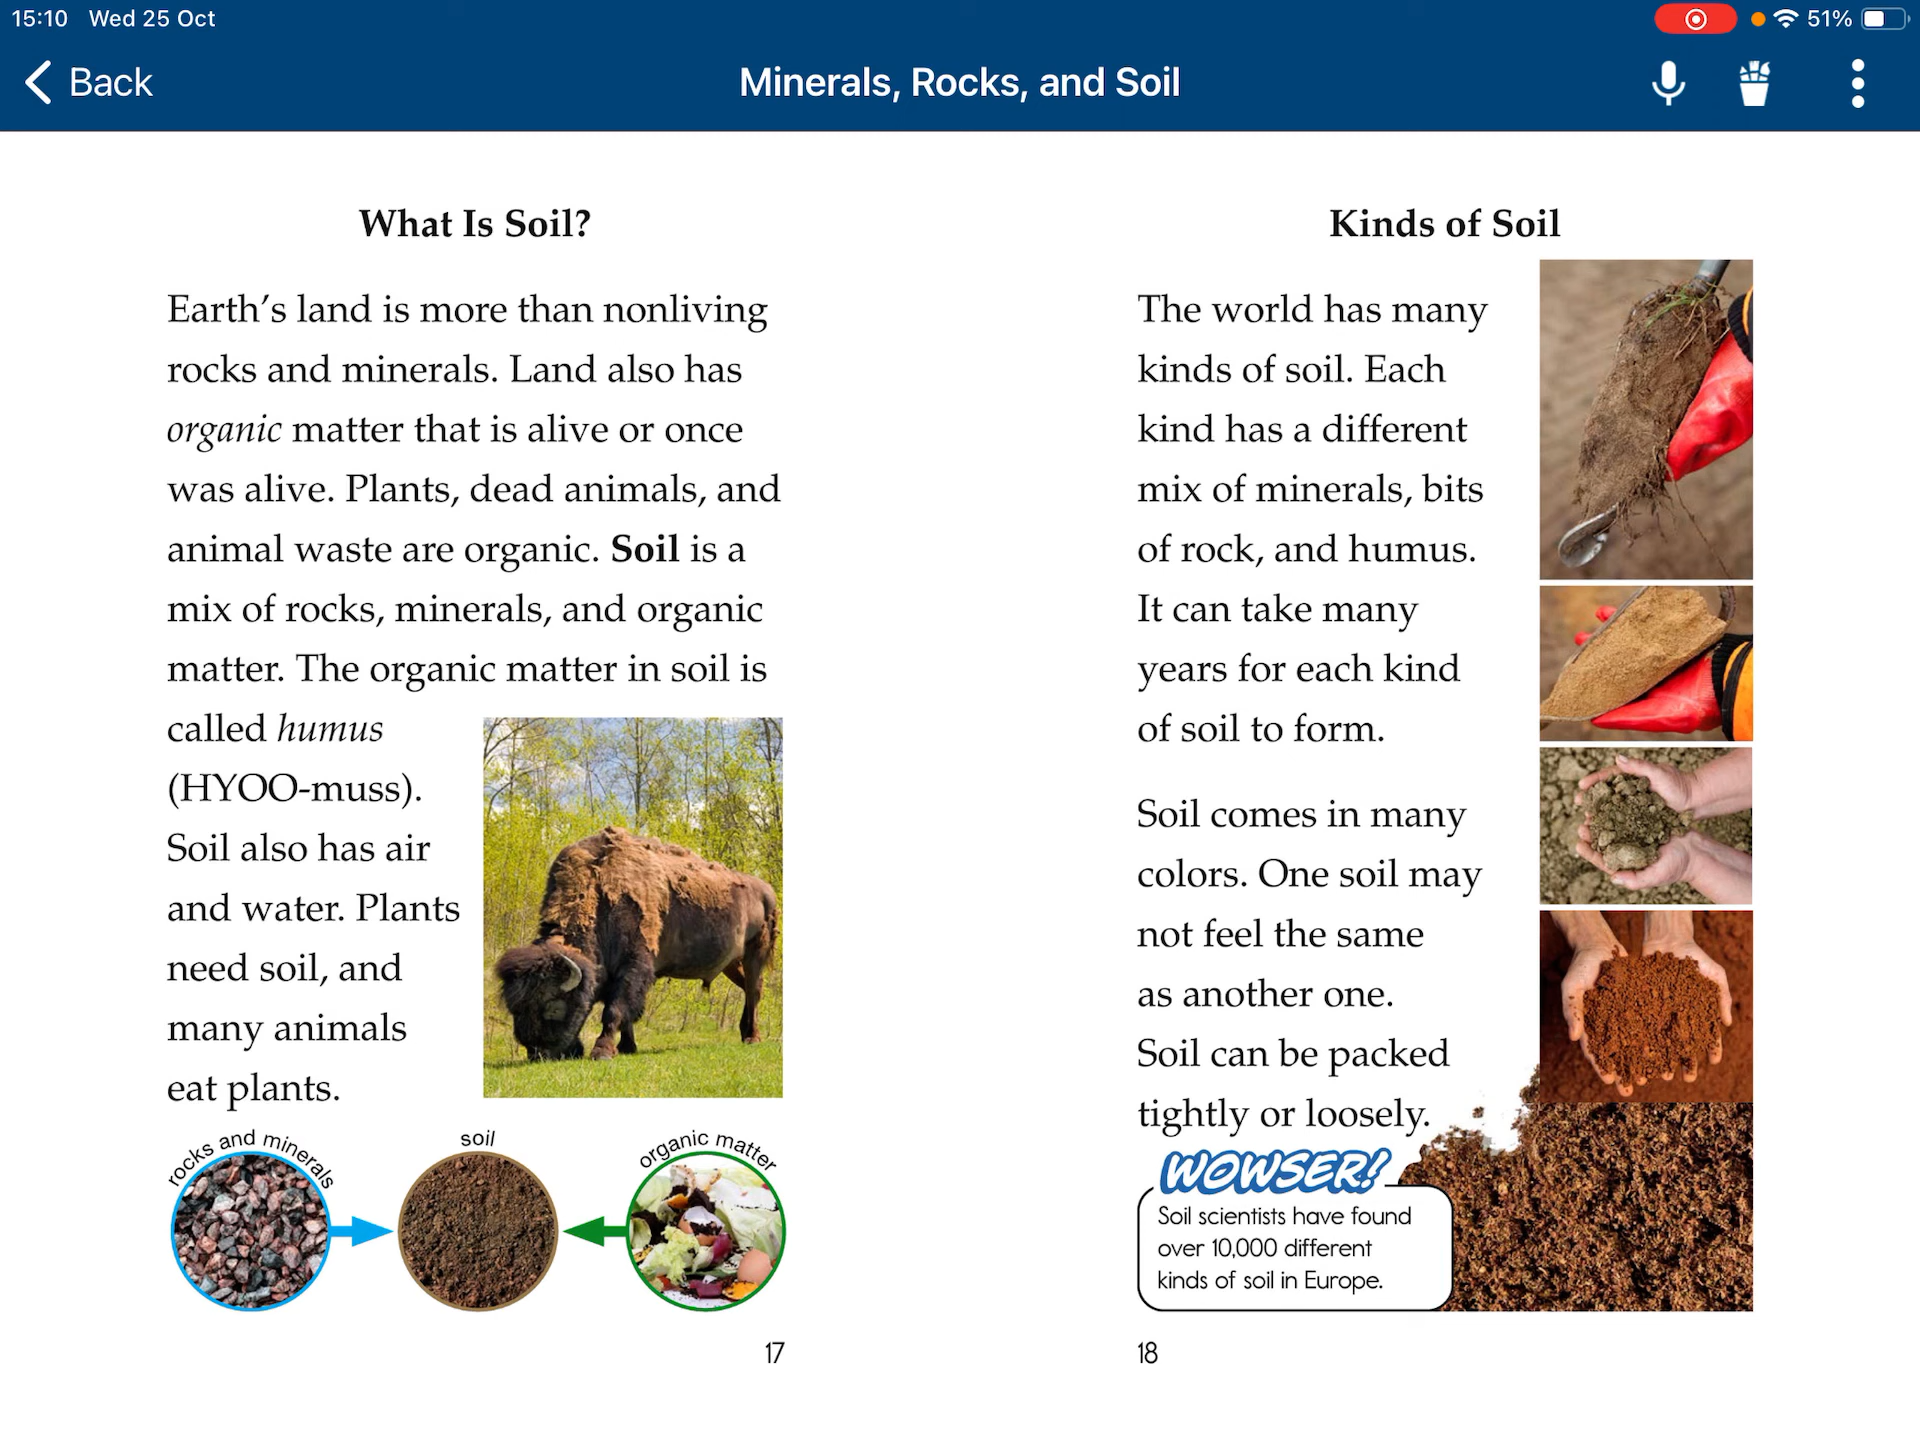 15:10 Wed 25 Oct
51%
Back
Minerals, Rocks, and Soil
What Is Soil?
Earth's land is more than nonliving
rocks and minerals. Land also has
organic matter that is alive or once
was alive. Plants, dead animals, and
animal waste are organic. Soil is a
mix of rocks, minerals, and organic
matter. The organic matter in soil is
called humus
(HYOO-muss).
Soil also has air
and water. Plants
need soil, and
many animals
eat plants.
rocks and minerals
soil
organic matter
17
Kinds of Soil
The world has many
kinds of soil. Each
kind has a different
mix of minerals, bits
of rock, and humus.
It can take many
years for each kind
of soil to form.
Soil comes in many
colors. One soil may
not feel the same
as another one.
Soil can be packed
tightly or loosely.
WOWSER!
Soil scientists have found
over 10,000 different
kinds of soil in Europe.
18